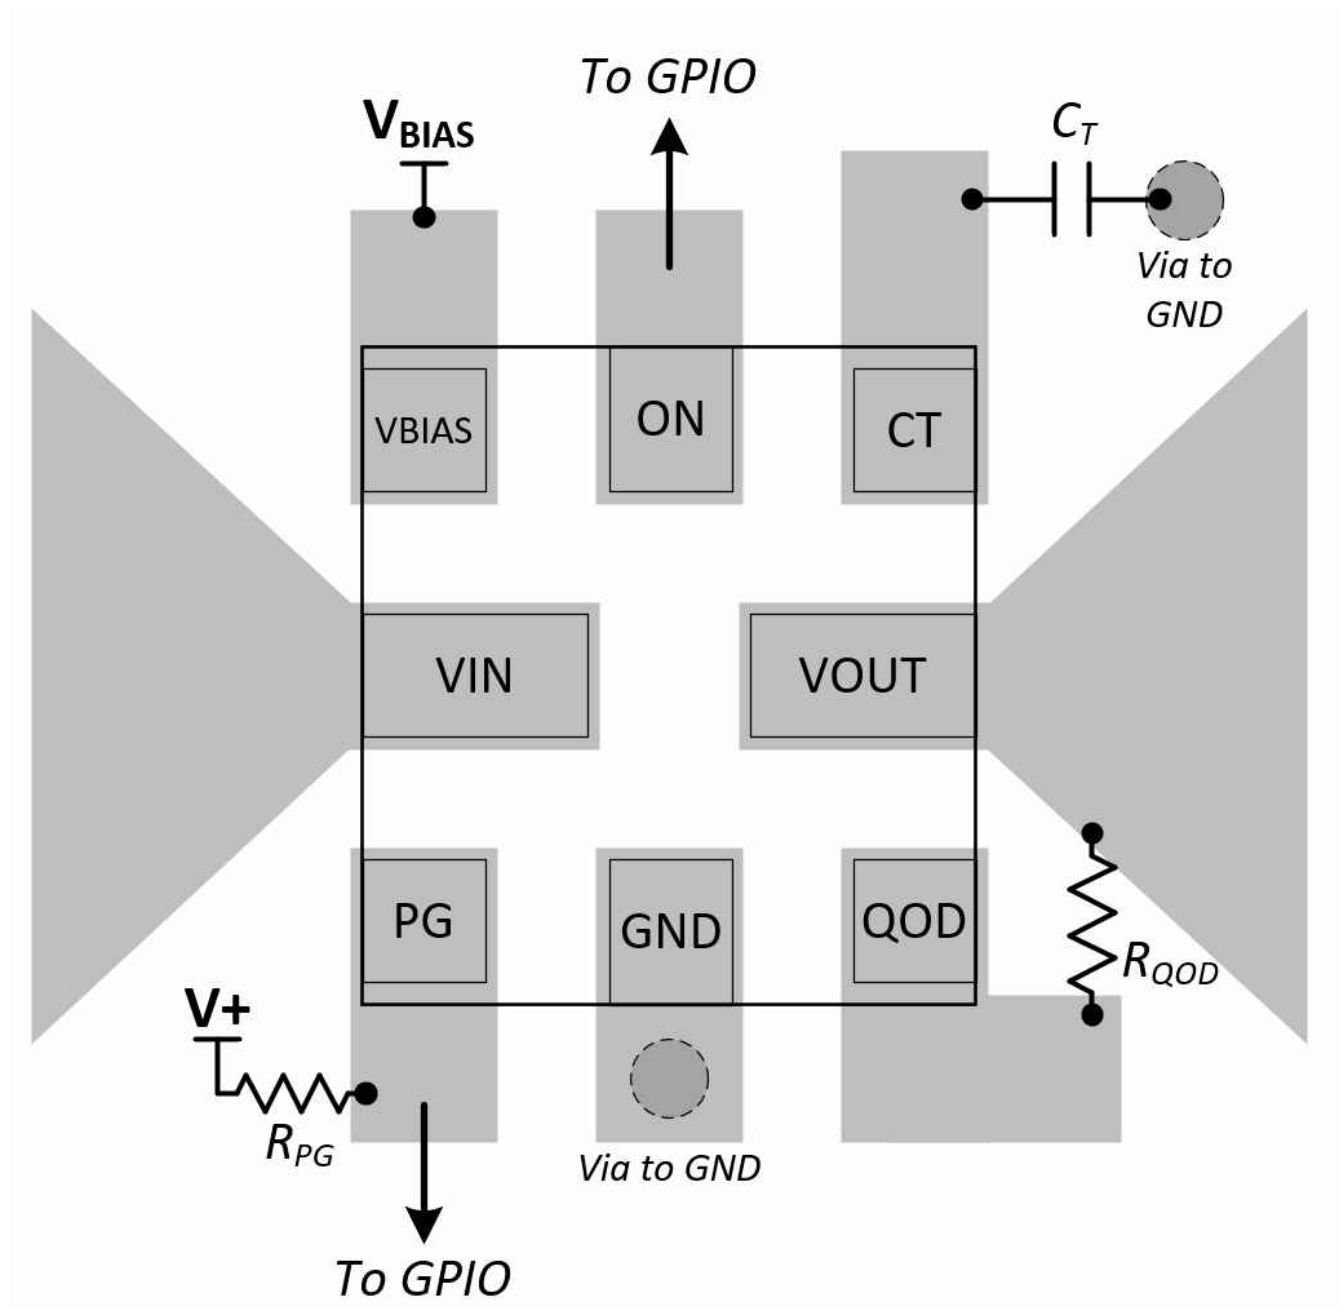 To GPIO
VBIAS
CT
Via to
GND
VBIAS
ON
CT
VIN
VOUT
PG
GND
QOD
RQOD
V+
RPG
Via to GND
To GPIO